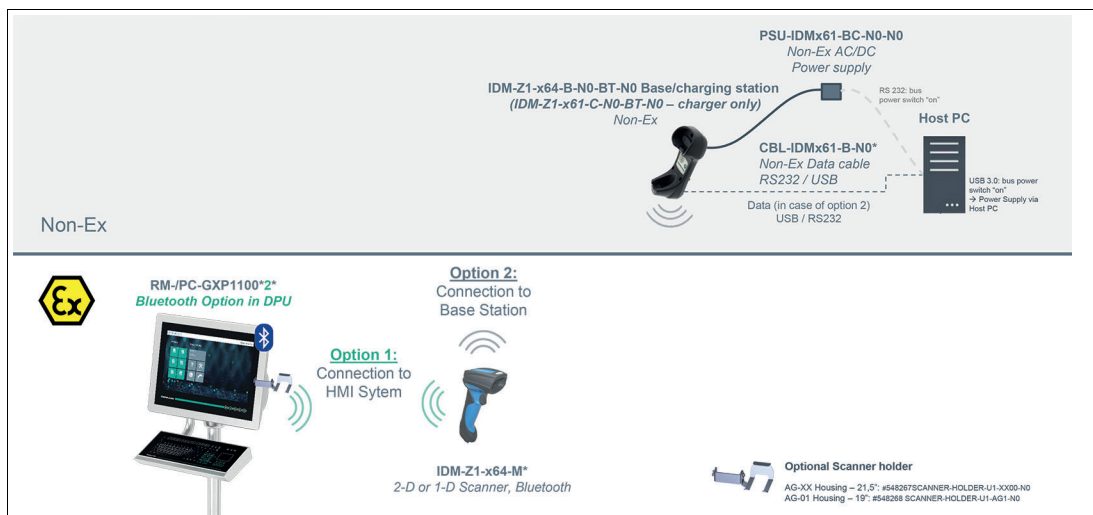 PSU-IDMx61-BC-N0-N0
Non-Ex AC/DC
Power supply
IDM-Z1-x64-B-N0-BT-N0 Base/charging station
(IDM-Z1-x61-C-N0-BT-N0 – charger only)
Non-Ex
RS 232: bus
power switch “on”
Host PC
CBL-IDMx61-B-N0*
Non-Ex Data cable
RS232 / USB
USB 3.0: bus power
switch “on”
→ Power Supply via
Host PC
Data (in case of option 2)
USB / RS232
Non-Ex
Ex
RM-/PC-GXP1100*2*
Bluetooth Option in DPU
Option 2:
Connection to
Base Station
Option 1:
Connection to
HMI Sytem
IDM-Z1-x64-M*
2-D or 1-D Scanner, Bluetooth
Optional Scanner holder
AG-XX Housing – 21,5”: #548267SCANNER-HOLDER-U1-XX00-N0
AG-01 Housing – 19”: #548268 SCANNER-HOLDER-U1-AG1-N0